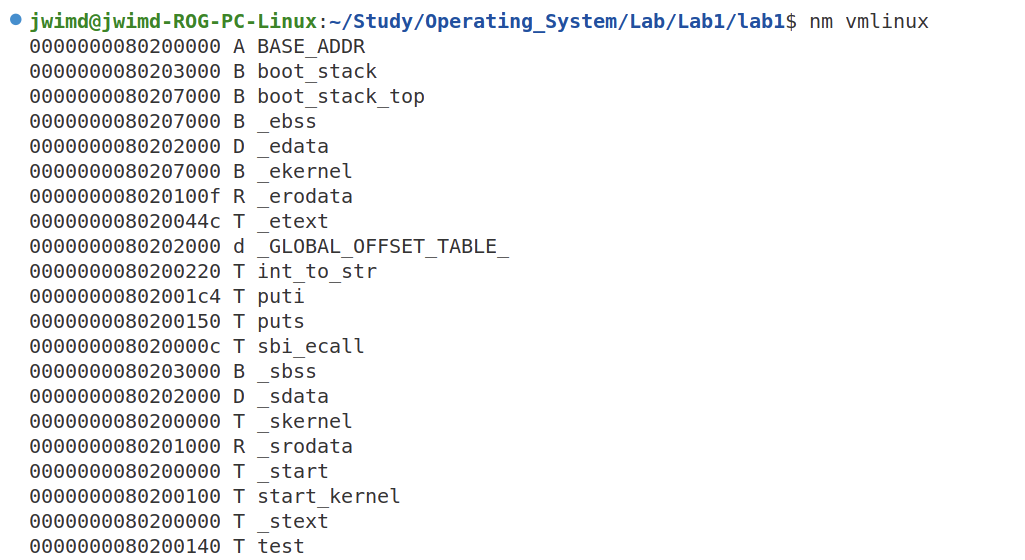 jwimd@jwimd-ROG-PC-Linux:~/Study/Operating_System/Lab/Lab1/lab1$ nm vmlinux
0000000080200000 A BASE_ADDR
0000000080203000 B boot_stack
0000000080207000 B boot_stack_top
0000000080207000 B _ebss
0000000080202000 D _edata
0000000080207000 B _ekernel
000000008020100f R _erodata
000000008020044c T _etext
0000000080202000 d _GLOBAL_OFFSET_TABLE_
0000000080200220 T int_to_str
00000000802001c4 T puti
0000000080200150 T puts
000000008020000c T sbi_ecall
0000000080203000 B _sbss
0000000080202000 D _sdata
0000000080200000 T _skernel
0000000080201000 R _srodata
0000000080200000 T _start
0000000080200100 T start_kernel
0000000080200000 T _stext
0000000080200140 T test